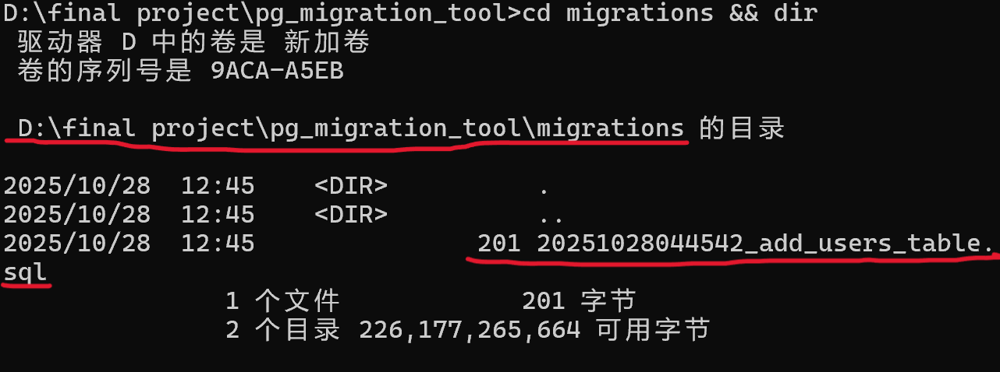 D:\final project\pg_migration_tool>cd migrations && dir
驱动器 D 中的卷是 新加卷
卷的序列号是 9ACA-A5EB
D:\final project\pg_migration_tool\migrations 的目录
2025/10/28  12:45    <DIR>          .
2025/10/28  12:45    <DIR>          ..
2025/10/28  12:45               201 20251028044542_add_users_table.
sql
1 个文件            201 字节
2 个目录 226,177,265,664 可用字节